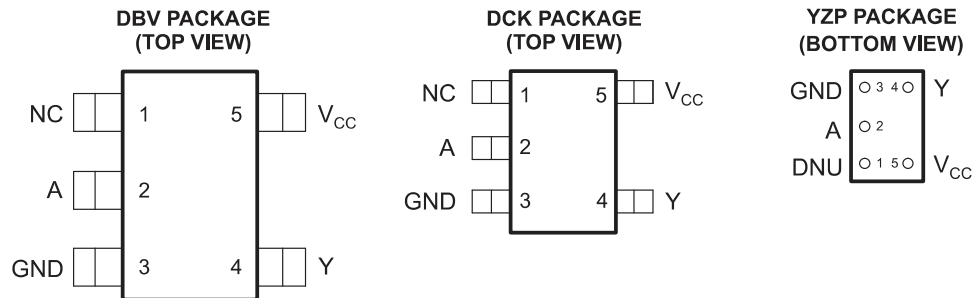 DBV PACKAGE
(TOP VIEW)
NC 1 5 VCC
A 2
GND 3 4 Y
DCK PACKAGE
(TOP VIEW)
NC 1 5 VCC
A 2
GND 3 4 Y
YZP PACKAGE
(BOTTOM VIEW)
GND 3 4 Y
A 2
DNU 1 5 VCC